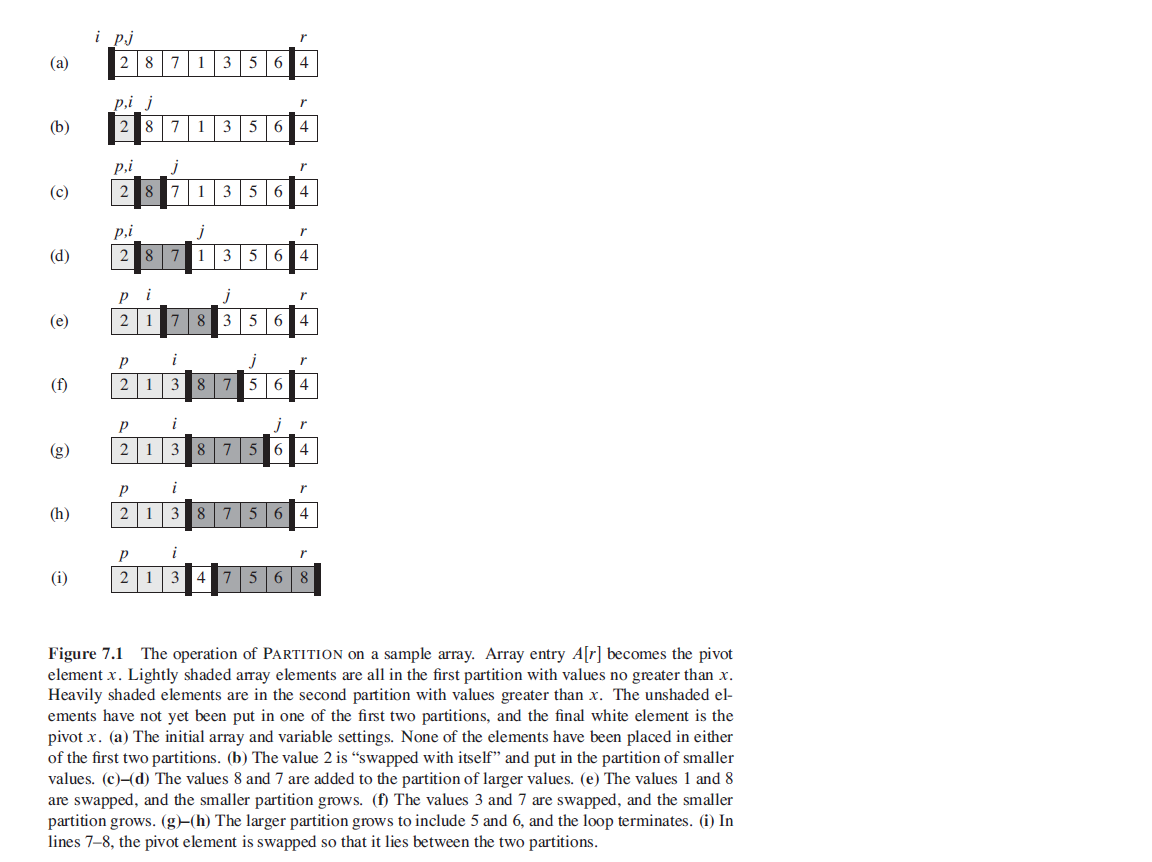 i p,j r
(a) 2 8 7 1 3 5 6 4
p,i j r
(b) 2 8 7 1 3 5 6 4
p,i j r
(c) 2 8 7 1 3 5 6 4
p,i j r
(d) 2 8 7 1 3 5 6 4
p i j r
(e) 2 1 7 8 3 5 6 4
p i j r
(f) 2 1 3 8 7 5 6 4
p i j r
(g) 2 1 3 8 7 5 6 4
p i r
(h) 2 1 3 8 7 5 6 4
p i r
(i) 2 1 3 4 7 5 6 8
Figure 7.1 The operation of PARTITION on a sample array. Array entry A[r] becomes the pivot
element x. Lightly shaded array elements are all in the first partition with values no greater than x.
Heavily shaded elements are in the second partition with values greater than x. The unshaded el-
ements have not yet been put in one of the first two partitions, and the final white element is the
pivot x. (a) The initial array and variable settings. None of the elements have been placed in either
of the first two partitions. (b) The value 2 is “swapped with itself” and put in the partition of smaller
values. (c)–(d) The values 8 and 7 are added to the partition of larger values. (e) The values 1 and 8
are swapped, and the smaller partition grows. (f) The values 3 and 7 are swapped, and the smaller
partition grows. (g)–(h) The larger partition grows to include 5 and 6, and the loop terminates. (i) In
lines 7–8, the pivot element is swapped so that it lies between the two partitions.